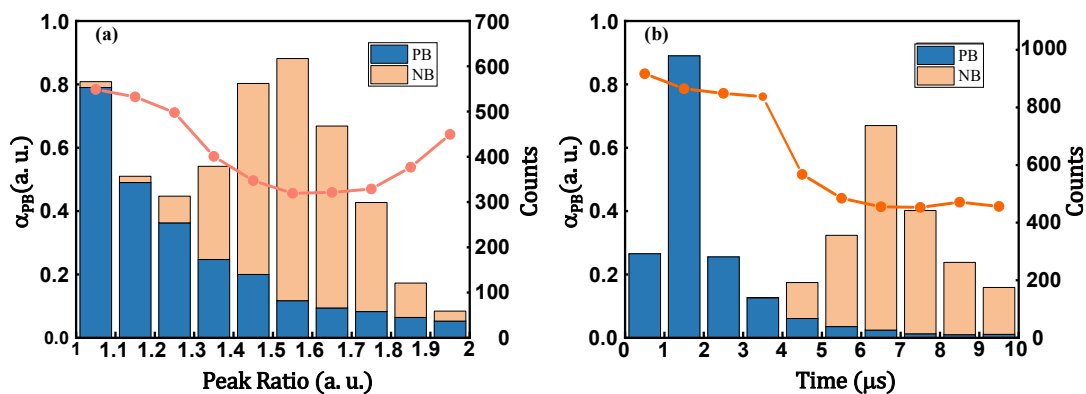 (a)
PB
NB
1.0
0.8
0.6
0.4
0.2
0.0
α_PB(a. u.)
700
600
500
400
300
200
100
0
Counts
1 1.1 1.2 1.3 1.4 1.5 1.6 1.7 1.8 1.9 2
Peak Ratio (a. u.)
(b)
PB
NB
1.0
0.8
0.6
0.4
0.2
0.0
α_PB(a. u.)
1000
800
600
400
200
0
Counts
0 1 2 3 4 5 6 7 8 9 10
Time (μs)